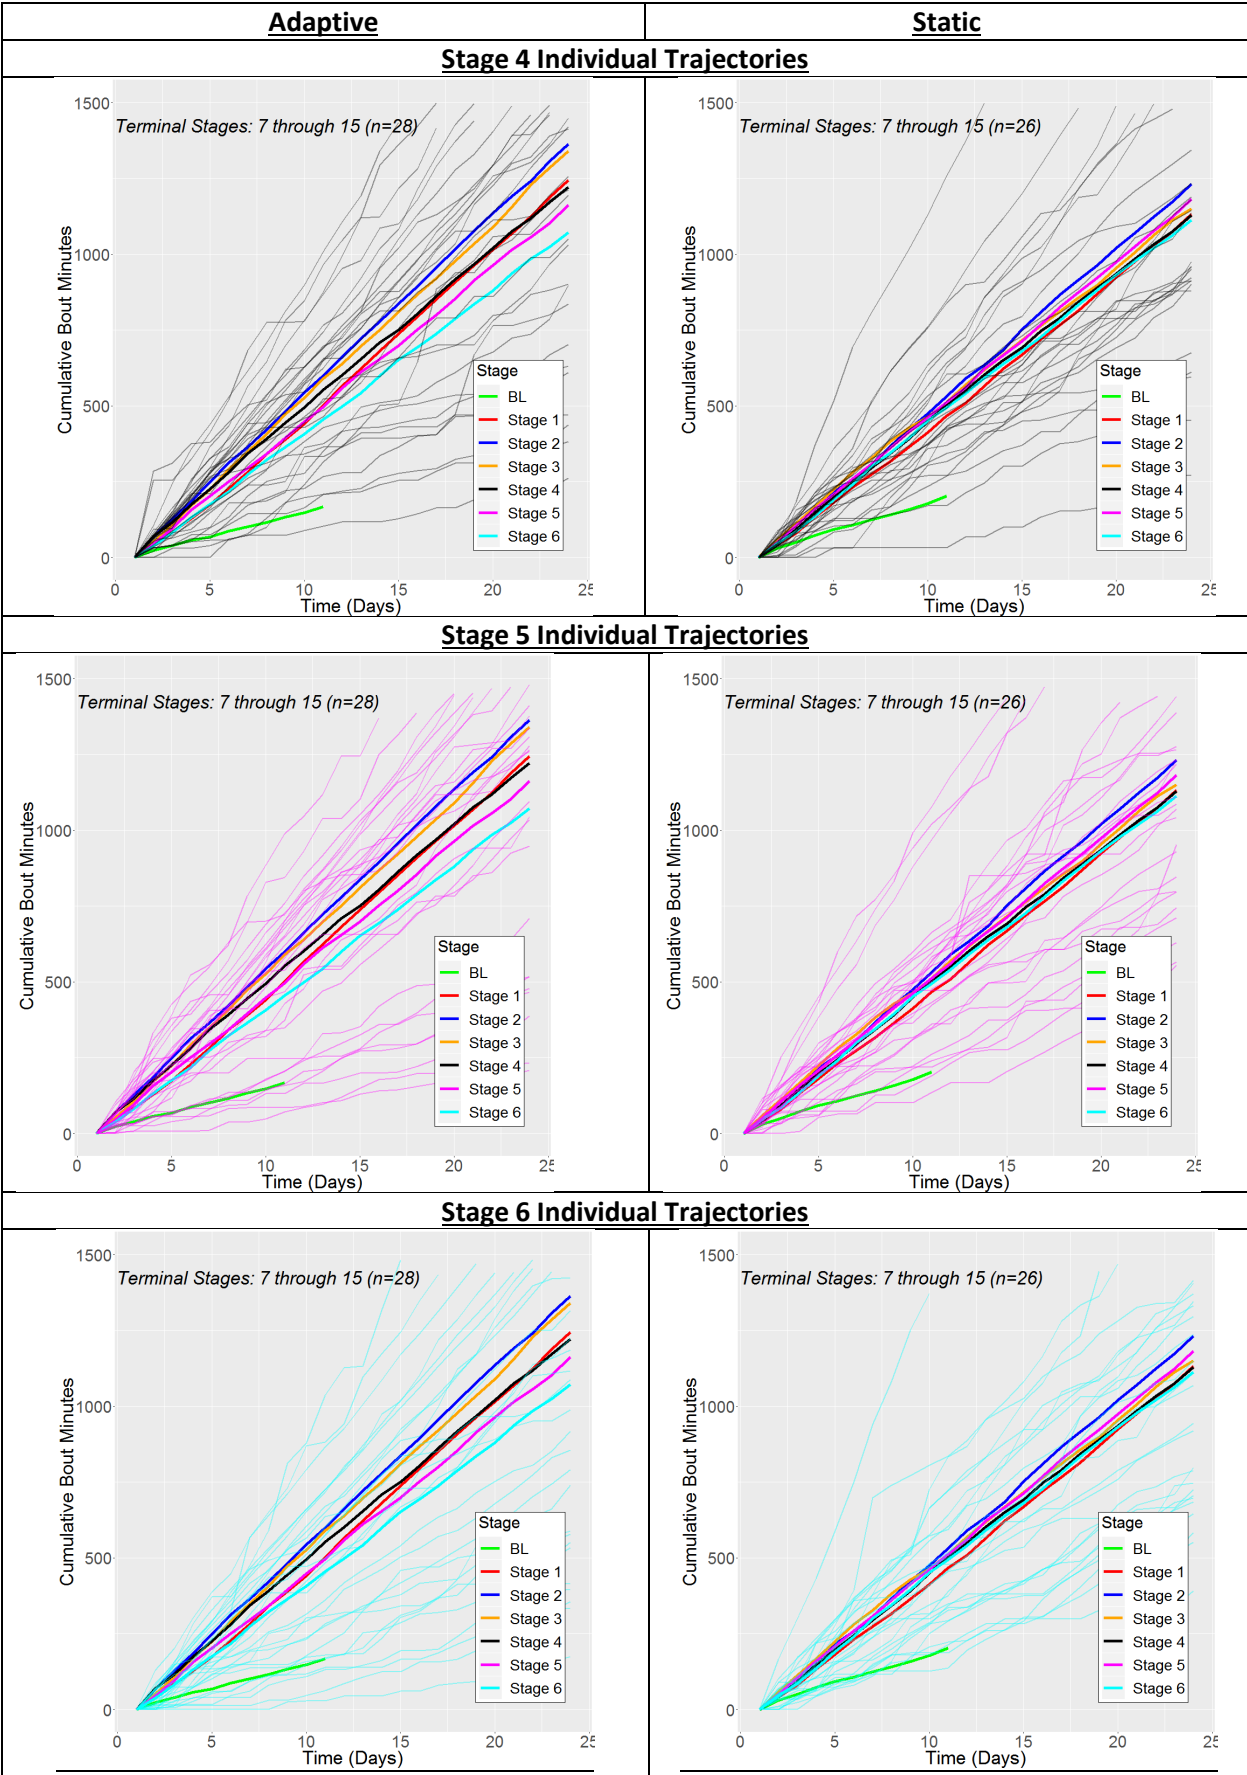 Adaptive
Static
Stage 4 Individual Trajectories
1500
1000
500
0
Cumulative Bout Minutes
Terminal Stages: 7 through 15 (n=28)
Stage
BL
Stage 1
Stage 2
Stage 3
Stage 4
Stage 5
Stage 6
0 5 10 15 20 25
Time (Days)
1500
1000
500
0
Cumulative Bout Minutes
Terminal Stages: 7 through 15 (n=26)
Stage
BL
Stage 1
Stage 2
Stage 3
Stage 4
Stage 5
Stage 6
0 5 10 15 20 25
Time (Days)
Stage 5 Individual Trajectories
1500
1000
500
0
Cumulative Bout Minutes
Terminal Stages: 7 through 15 (n=28)
Stage
BL
Stage 1
Stage 2
Stage 3
Stage 4
Stage 5
Stage 6
0 5 10 15 20 25
Time (Days)
1500
1000
500
0
Cumulative Bout Minutes
Terminal Stages: 7 through 15 (n=26)
Stage
BL
Stage 1
Stage 2
Stage 3
Stage 4
Stage 5
Stage 6
0 5 10 15 20 25
Time (Days)
Stage 6 Individual Trajectories
1500
1000
500
0
Cumulative Bout Minutes
Terminal Stages: 7 through 15 (n=28)
Stage
BL
Stage 1
Stage 2
Stage 3
Stage 4
Stage 5
Stage 6
0 5 10 15 20 25
Time (Days)
1500
1000
500
0
Cumulative Bout Minutes
Terminal Stages: 7 through 15 (n=26)
Stage
BL
Stage 1
Stage 2
Stage 3
Stage 4
Stage 5
Stage 6
0 5 10 15 20 25
Time (Days)